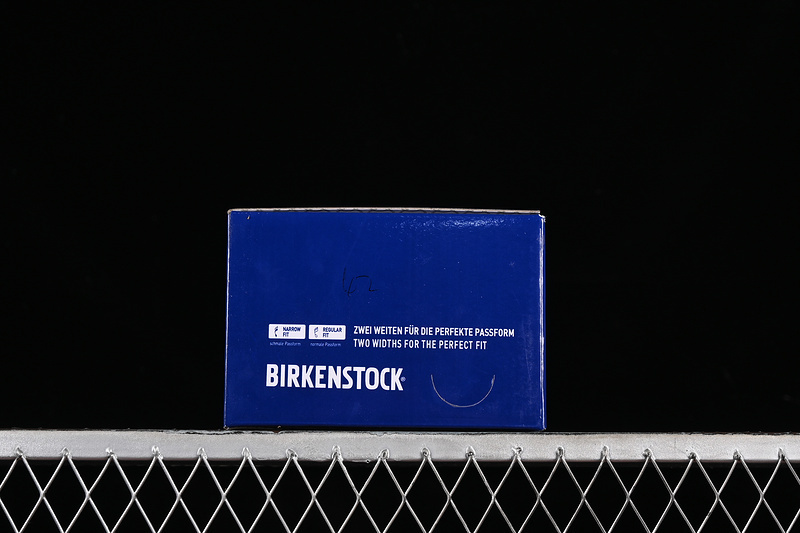 NARROW FIT
REGULAR FIT
schmale Passform
normale Passform
ZWEI WEITEN FÜR DIE PERFEKTE PASSFORM
TWO WIDTHS FOR THE PERFECT FIT
BIRKENSTOCK®